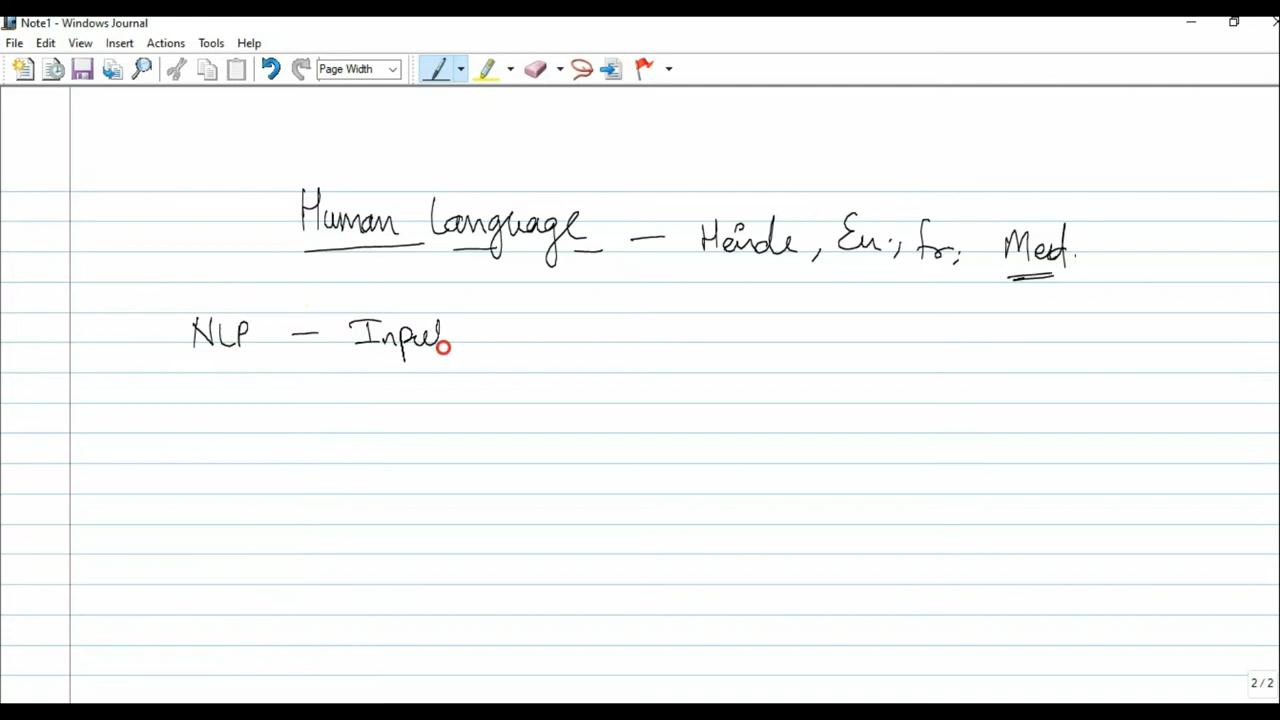 Note1 - Windows Journal
File Edit View Insert Actions Tools Help
Page Width
Human Language — Hindi, En., fr, Med.
NLP — Inpu
2 / 2